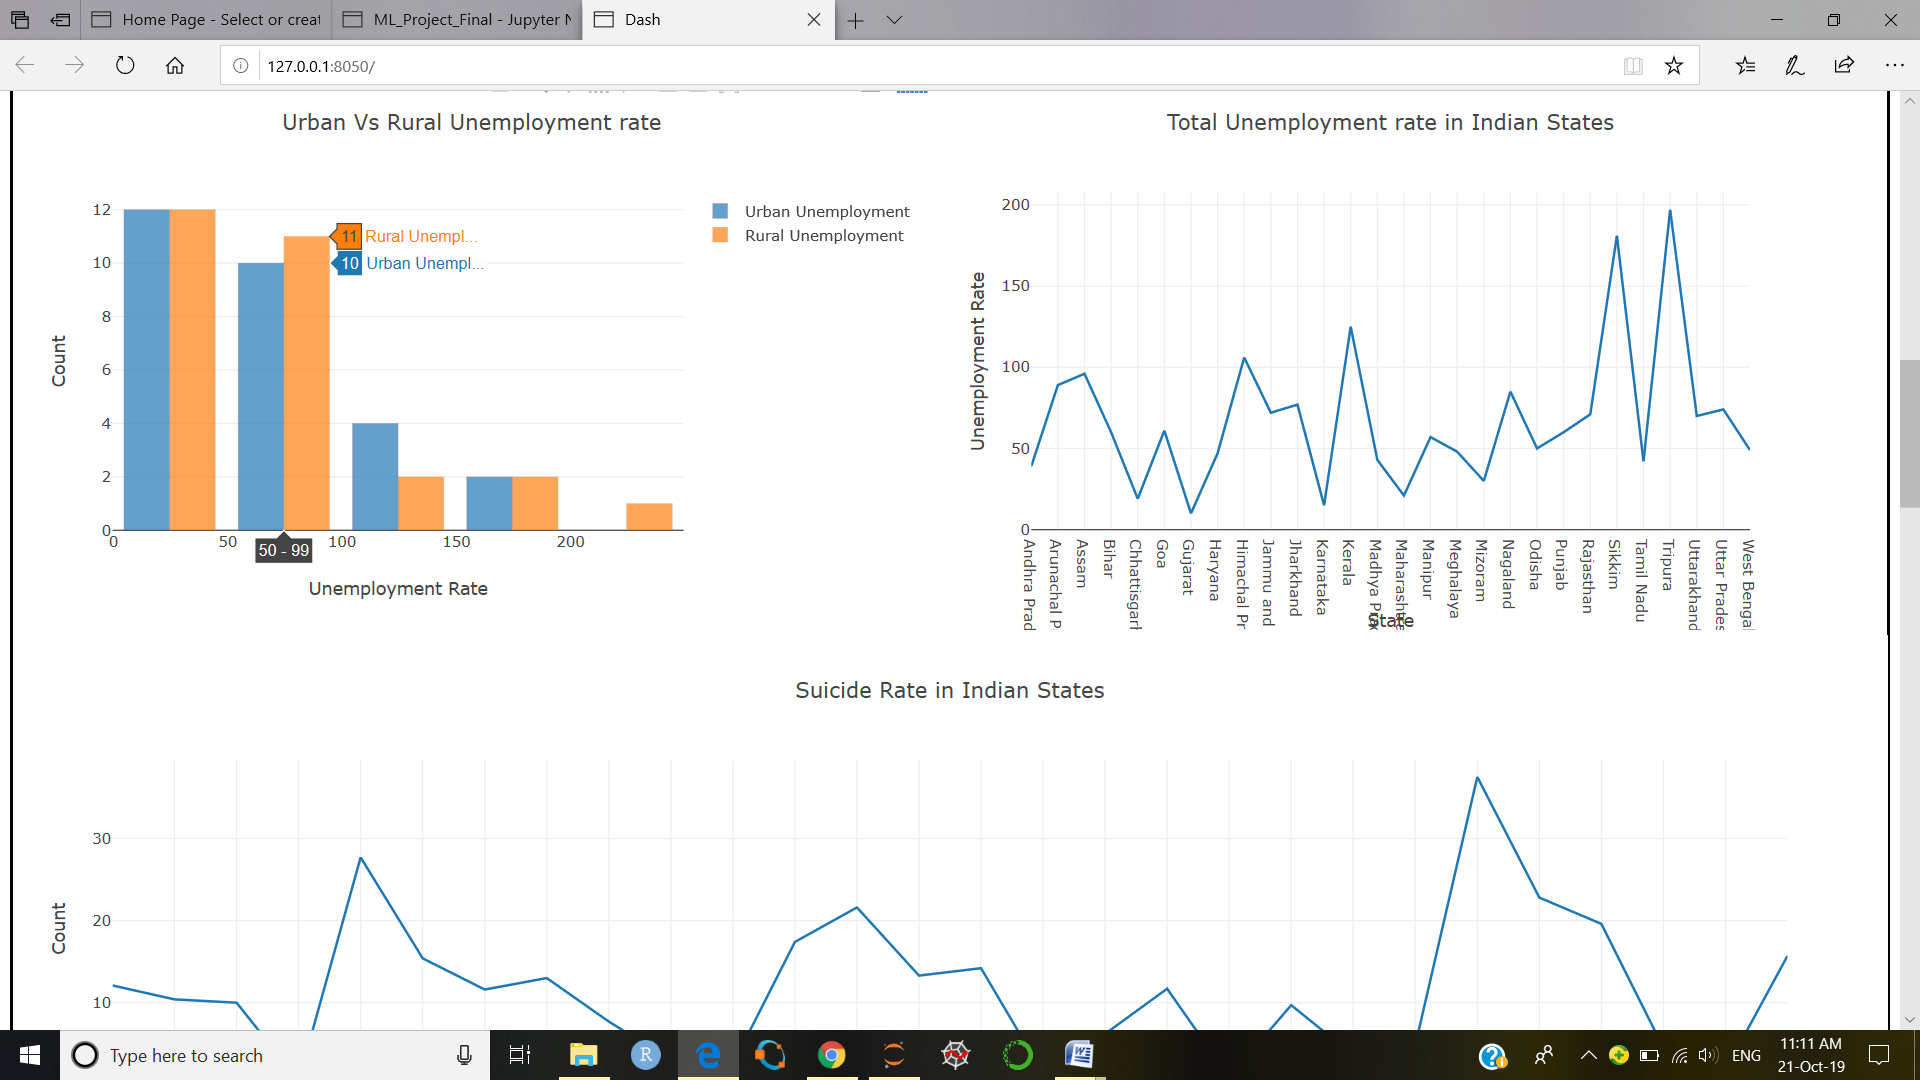 Home Page - Select or creat
ML_Project_Final - Jupyter N
Dash
127.0.0.1:8050/
Urban Vs Rural Unemployment rate
12
10
8
6
4
2
0
Count
11 Rural Unempl...
10 Urban Unempl...
0 50 100 150 200
50 - 99
Unemployment Rate
Urban Unemployment
Rural Unemployment
Total Unemployment rate in Indian States
200
150
100
50
0
Unemployment Rate
Andhra Prad
Arunachal P
Assam
Bihar
Chhattisgarh
Goa
Gujarat
Haryana
Himachal Pr
Jammu and
Jharkhand
Karnataka
Kerala
Madhya
Maharashtra
Manipur
Meghalaya
Mizoram
Nagaland
Odisha
Punjab
Rajasthan
Sikkim
Tamil Nadu
Tripura
Uttarakhand
Uttar Prades
West Bengal
State
Suicide Rate in Indian States
30
20
10
Count
Type here to search
ENG
11:11 AM
21-Oct-19